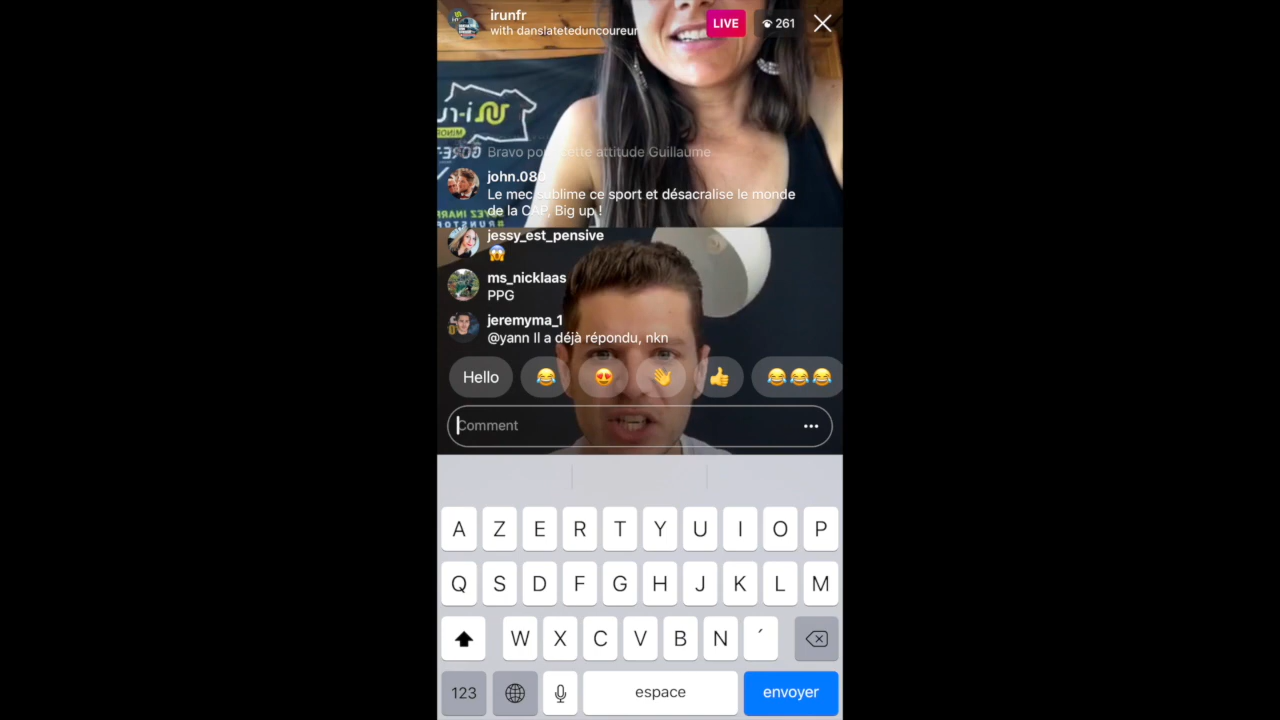 irunfr
with danslateteduncoureur
LIVE
261
Bravo pour cette attitude Guillaume
john.080
Le mec sublime ce sport et désacralise le monde
de la CAP, Big up !
jessy_est_pensive
ms_nicklaas
PPG
jeremyma_1
@yann Il a déjà répondu, nkn
Hello
Comment
A Z E R T Y U I O P
Q S D F G H J K L M
W X C V B N ´
123
espace
envoyer